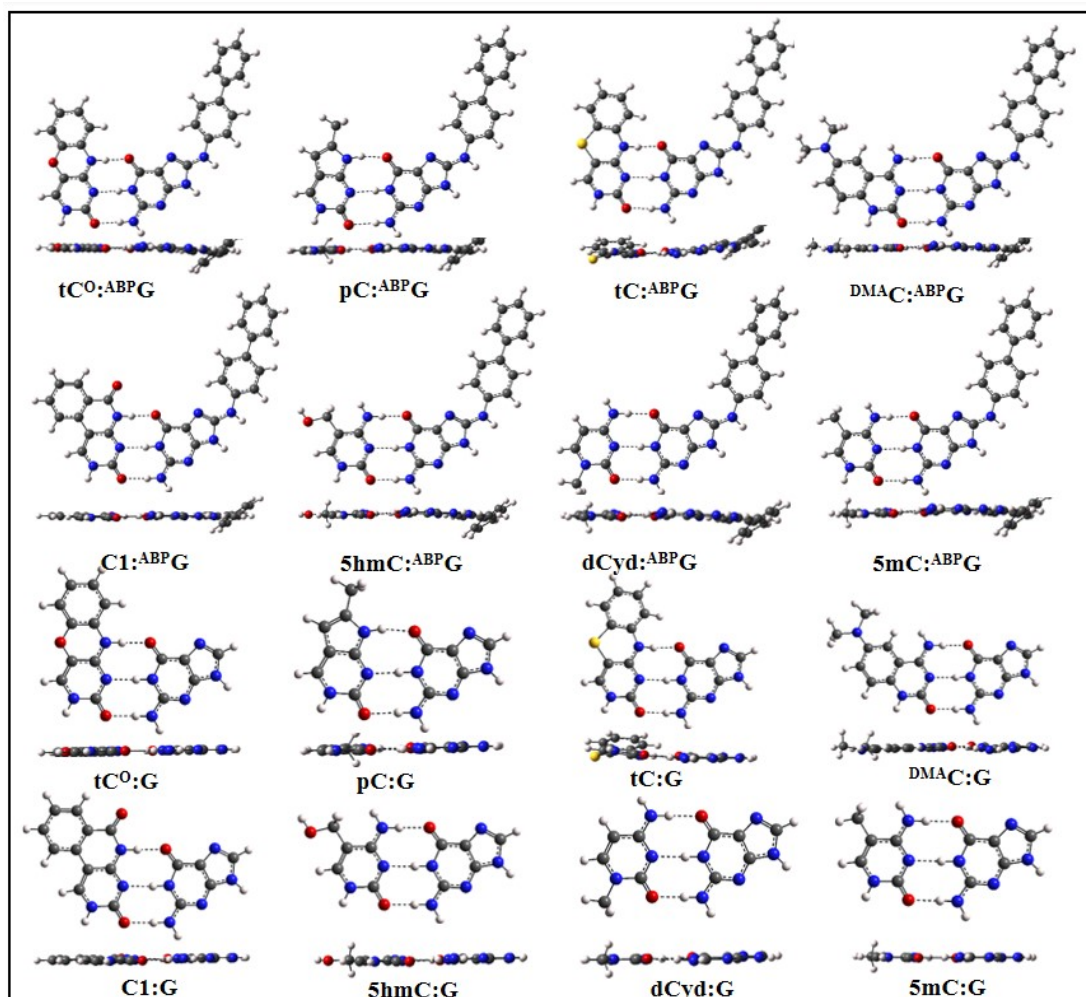 tCᴼ:ᴬᴮᴾG pC:ᴬᴮᴾG tC:ᴬᴮᴾG ᴰᴹᴬC:ᴬᴮᴾG
C1:ᴬᴮᴾG 5hmC:ᴬᴮᴾG dCyd:ᴬᴮᴾG 5mC:ᴬᴮᴾG
tCᴼ:G pC:G tC:G ᴰᴹᴬC:G
C1:G 5hmC:G dCyd:G 5mC:G